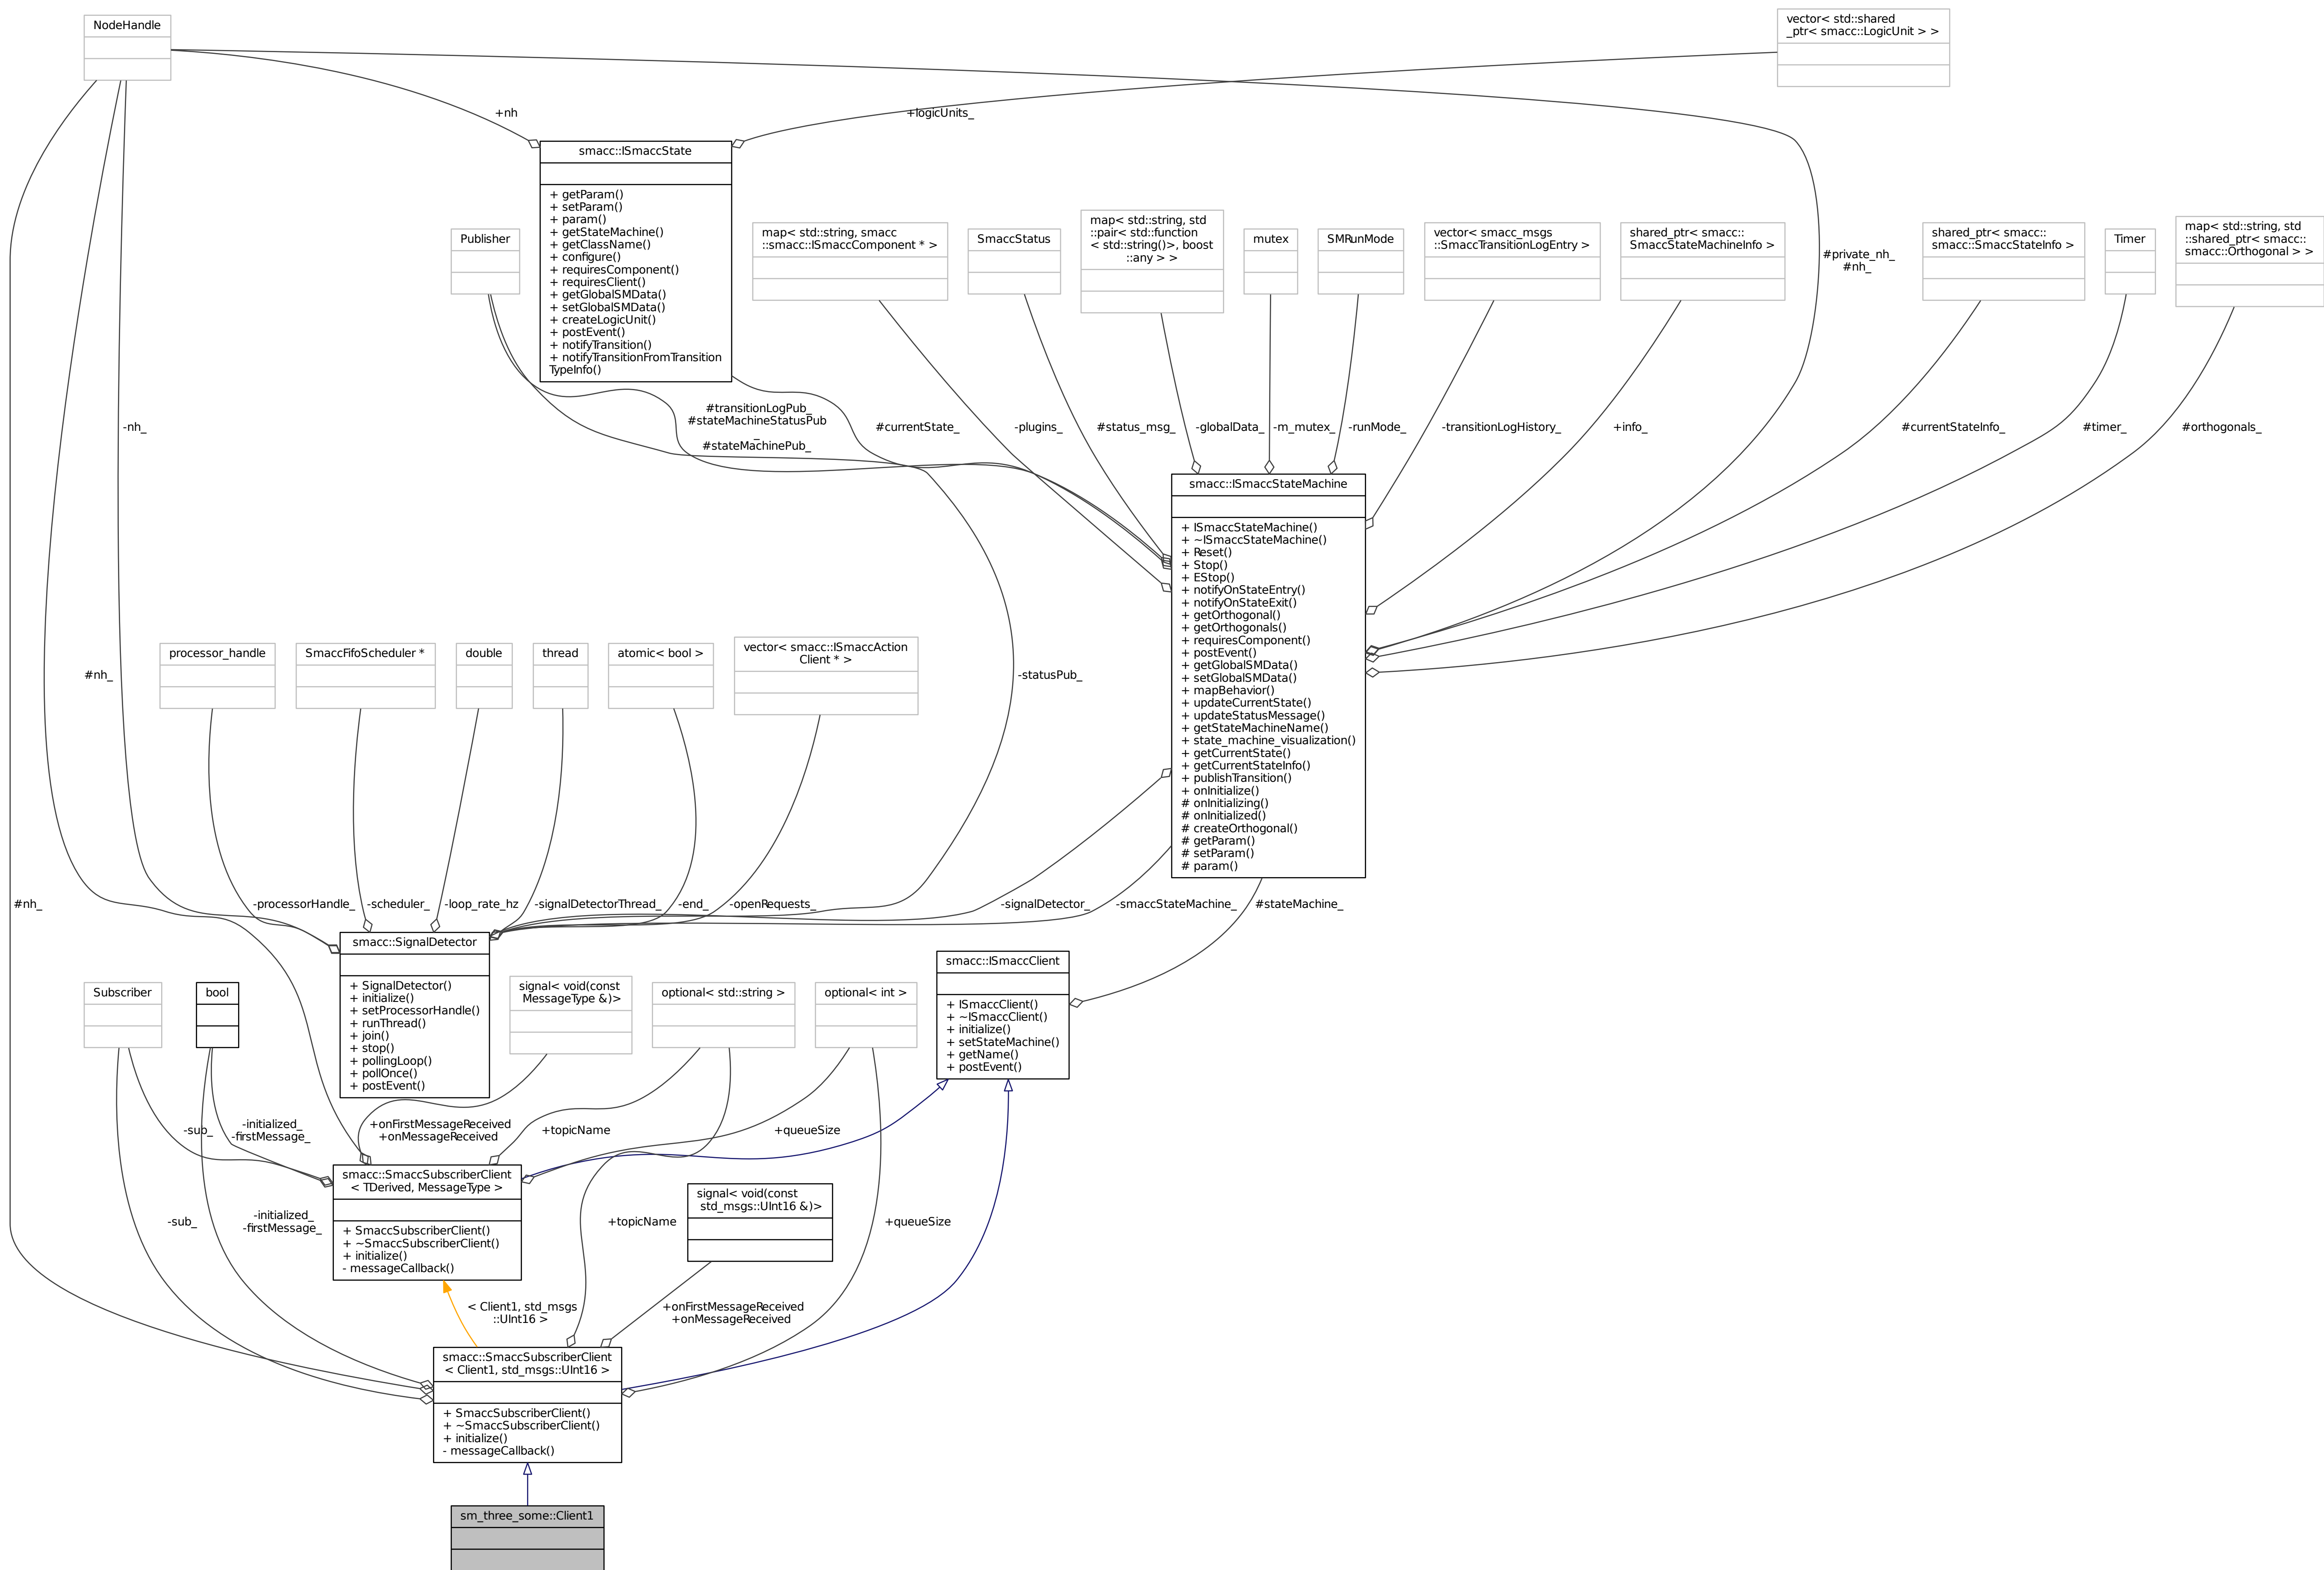 NodeHandle
vector< std::shared
_ptr< smacc::LogicUnit > >
+nh
+logicUnits_
smacc::ISmaccState
+ getParam()
+ setParam()
+ param()
+ getStateMachine()
+ getClassName()
+ configure()
+ requiresComponent()
+ requiresClient()
+ getGlobalSMData()
+ setGlobalSMData()
+ createLogicUnit()
+ postEvent()
+ notifyTransition()
+ notifyTransitionFromTransition
TypeInfo()
Publisher
map< std::string, smacc
::smacc::ISmaccComponent * >
SmaccStatus
map< std::string, std
::pair< std::function
< std::string()>, boost
::any > >
mutex
SMRunMode
vector< smacc_msgs
::SmaccTransitionLogEntry >
shared_ptr< smacc::
SmaccStateMachineInfo >
#private_nh_
#nh_
shared_ptr< smacc::
smacc::SmaccStateInfo >
Timer
map< std::string, std
::shared_ptr< smacc::
smacc::Orthogonal > >
-nh_
#transitionLogPub_
#stateMachineStatusPub
_
#stateMachinePub_
#currentState_
-plugins_
#status_msg_
-globalData_
-m_mutex_
-runMode_
-transitionLogHistory_
+info_
#currentStateInfo_
#timer_
#orthogonals_
smacc::ISmaccStateMachine
+ ISmaccStateMachine()
+ ~ISmaccStateMachine()
+ Reset()
+ Stop()
+ EStop()
+ notifyOnStateEntry()
+ notifyOnStateExit()
+ getOrthogonal()
+ getOrthogonals()
+ requiresComponent()
+ postEvent()
+ getGlobalSMData()
+ setGlobalSMData()
+ mapBehavior()
+ updateCurrentState()
+ updateStatusMessage()
+ getStateMachineName()
+ state_machine_visualization()
+ getCurrentState()
+ getCurrentStateInfo()
+ publishTransition()
+ onInitialize()
# onInitializing()
# onInitialized()
# createOrthogonal()
# getParam()
# setParam()
# param()
#nh_
processor_handle
SmaccFifoScheduler *
double
thread
atomic< bool >
vector< smacc::ISmaccAction
Client * >
-statusPub_
#nh_
-processorHandle_
-scheduler_
-loop_rate_hz
-signalDetectorThread_
-end_
-openRequests_
-signalDetector_
-smaccStateMachine_
#stateMachine_
smacc::SignalDetector
+ SignalDetector()
+ initialize()
+ setProcessorHandle()
+ runThread()
+ join()
+ stop()
+ pollingLoop()
+ pollOnce()
+ postEvent()
smacc::ISmaccClient
+ ISmaccClient()
+ ~ISmaccClient()
+ initialize()
+ setStateMachine()
+ getName()
+ postEvent()
Subscriber
bool
signal< void(const
MessageType &)>
optional< std::string >
optional< int >
-sub_
-initialized_
-firstMessage_
+onFirstMessageReceived
+onMessageReceived
+topicName
+queueSize
smacc::SmaccSubscriberClient
< TDerived, MessageType >
+ SmaccSubscriberClient()
+ ~SmaccSubscriberClient()
+ initialize()
- messageCallback()
signal< void(const
std_msgs::UInt16 &)>
-sub_
-initialized_
-firstMessage_
+topicName
+queueSize
< Client1, std_msgs
::UInt16 >
+onFirstMessageReceived
+onMessageReceived
smacc::SmaccSubscriberClient
< Client1, std_msgs::UInt16 >
+ SmaccSubscriberClient()
+ ~SmaccSubscriberClient()
+ initialize()
- messageCallback()
sm_three_some::Client1